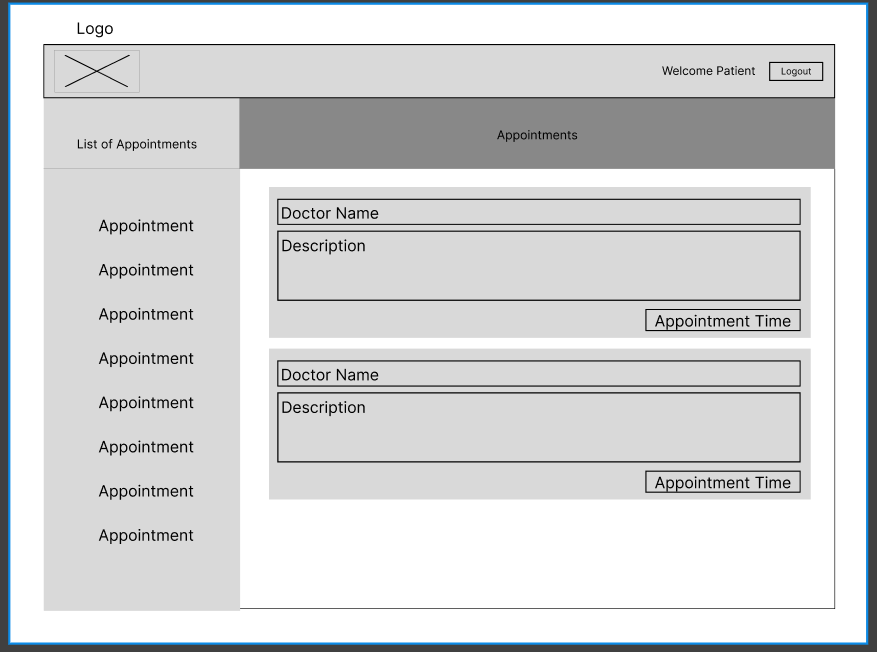 Logo
Welcome Patient
Logout
List of Appointments
Appointments
Appointment
Appointment
Appointment
Appointment
Appointment
Appointment
Appointment
Appointment
Doctor Name
Description
Appointment Time
Doctor Name
Description
Appointment Time